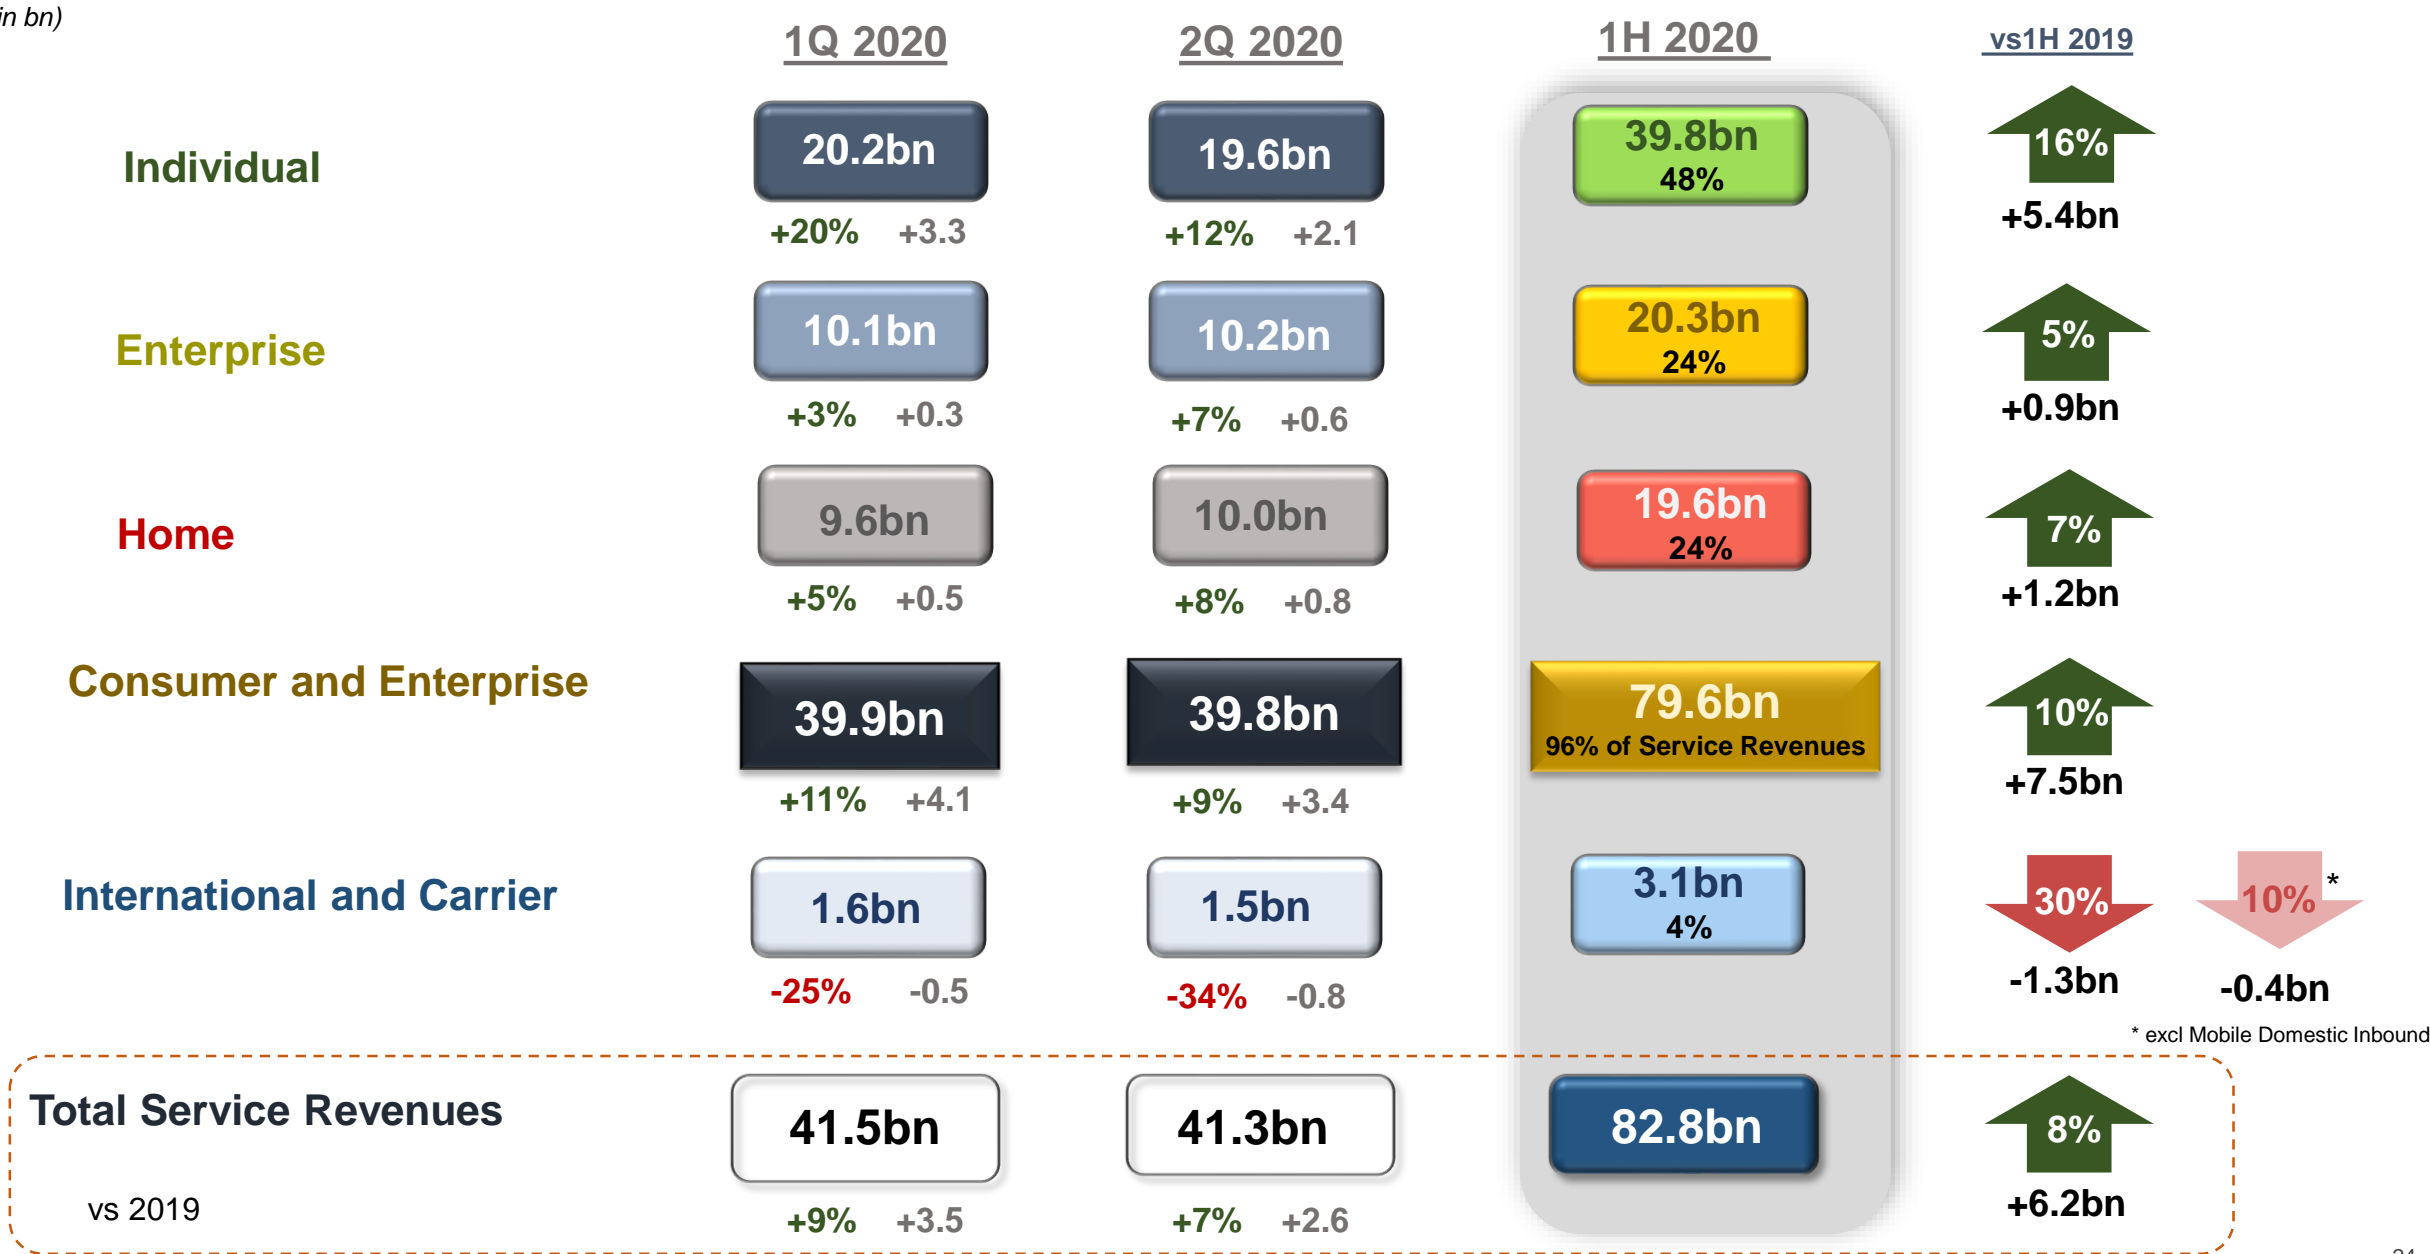 in bn)
1Q 2020 2Q 2020 1H 2020 vs1H 2019
Individual 20.2bn 19.6bn 39.8bn 16%
48%
+20% +3.3 +12% +2.1 +5.4bn
Enterprise 10.1bn 10.2bn 20.3bn 5%
24%
+3% +0.3 +7% +0.6 +0.9bn
Home 9.6bn 10.0bn 19.6bn 7%
24%
+5% +0.5 +8% +0.8 +1.2bn
Consumer and Enterprise 39.9bn 39.8bn 79.6bn 10%
96% of Service Revenues
+11% +4.1 +9% +3.4 +7.5bn
International and Carrier 1.6bn 1.5bn 3.1bn 30% 10% *
4%
-25% -0.5 -34% -0.8 -1.3bn -0.4bn
* excl Mobile Domestic Inbound
Total Service Revenues 41.5bn 41.3bn 82.8bn 8%
vs 2019 +9% +3.5 +7% +2.6 +6.2bn